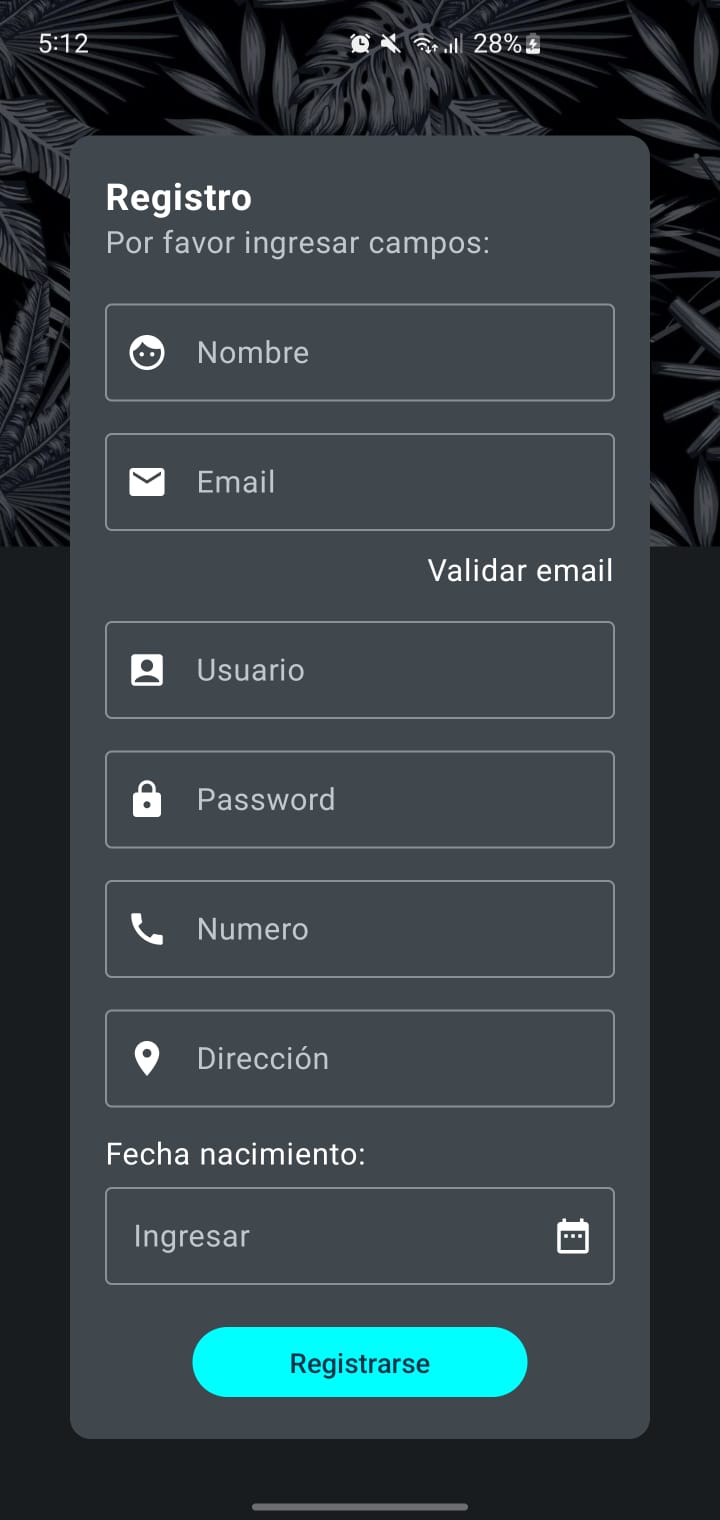 5:12 28%
Registro
Por favor ingresar campos:
Nombre
Email
Validar email
Usuario
Password
Numero
Dirección
Fecha nacimiento:
Ingresar
Registrarse